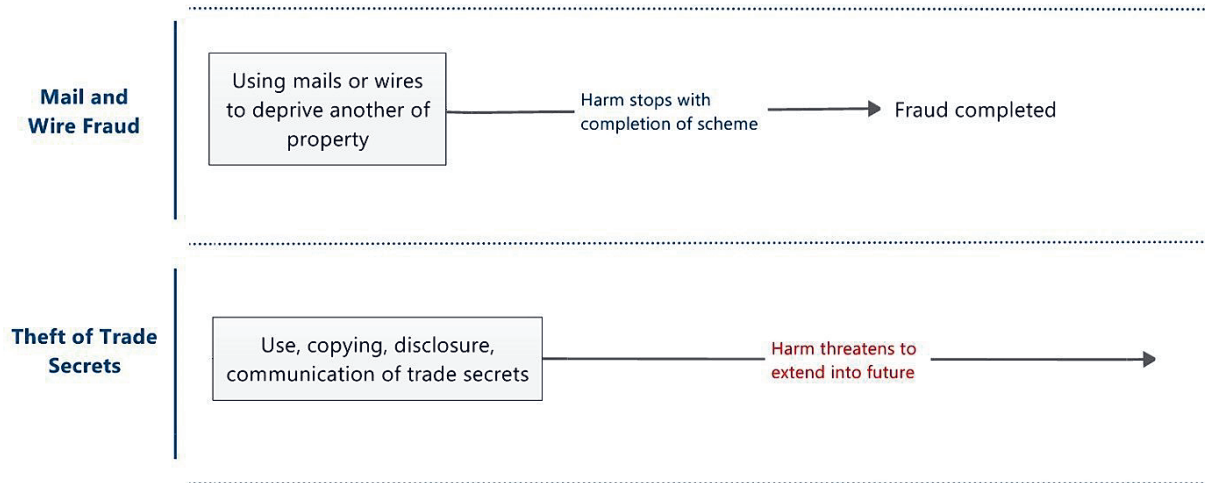 Mail and
Wire Fraud
Using mails or wires
to deprive another of
property
Harm stops with
completion of scheme
Fraud completed
Theft of Trade
Secrets
Use, copying, disclosure,
communication of trade secrets
Harm threatens to
extend into future